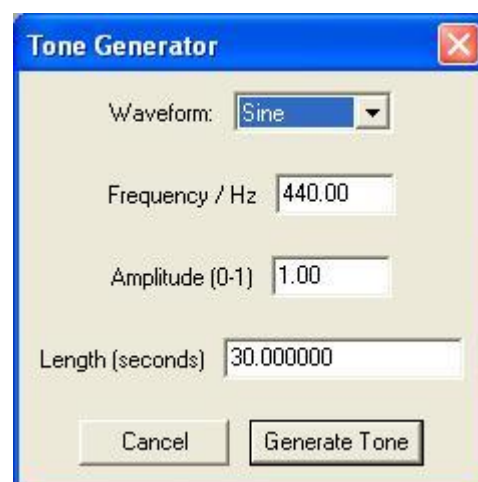 Tone Generator
Waveform: Sine
Frequency / Hz 440.00
Amplitude (0-1) 1.00
Length (seconds) 30.000000
Cancel Generate Tone